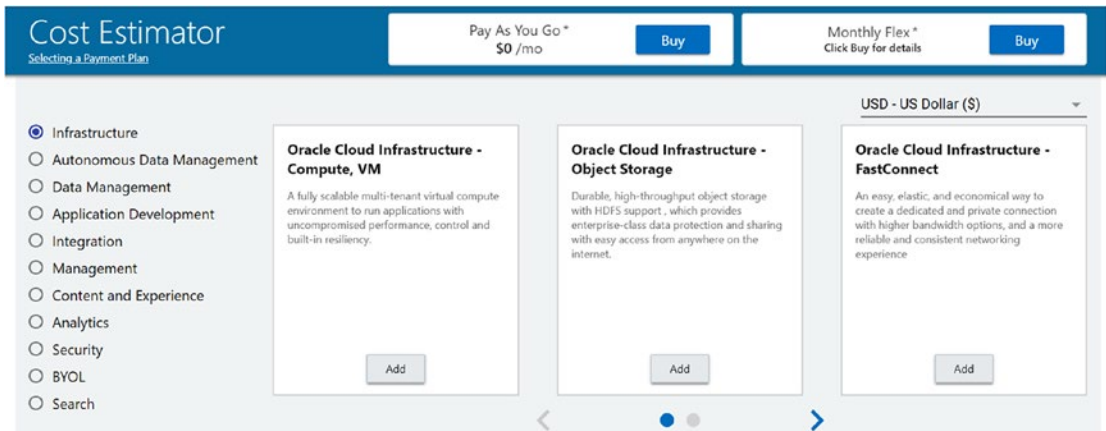 Cost Estimator
Selecting a Payment Plan
Pay As You Go*
$0 /mo
Buy
Monthly Flex*
Click Buy for details
Buy
USD - US Dollar ($)
Infrastructure
Autonomous Data Management
Data Management
Application Development
Integration
Management
Content and Experience
Analytics
Security
BYOL
Search
Oracle Cloud Infrastructure -
Compute, VM
A fully scalable multi-tenant virtual compute
environment to run applications with
uncompromised performance, control and
built-in resiliency.
Add
Oracle Cloud Infrastructure -
Object Storage
Durable, high-throughput object storage
with HDFS support , which provides
enterprise-class data protection and sharing
with easy access from anywhere on the
internet.
Add
Oracle Cloud Infrastructure -
FastConnect
An easy, elastic, and economical way to
create a dedicated and private connection
with higher bandwidth options, and a more
reliable and consistent networking
experience
Add